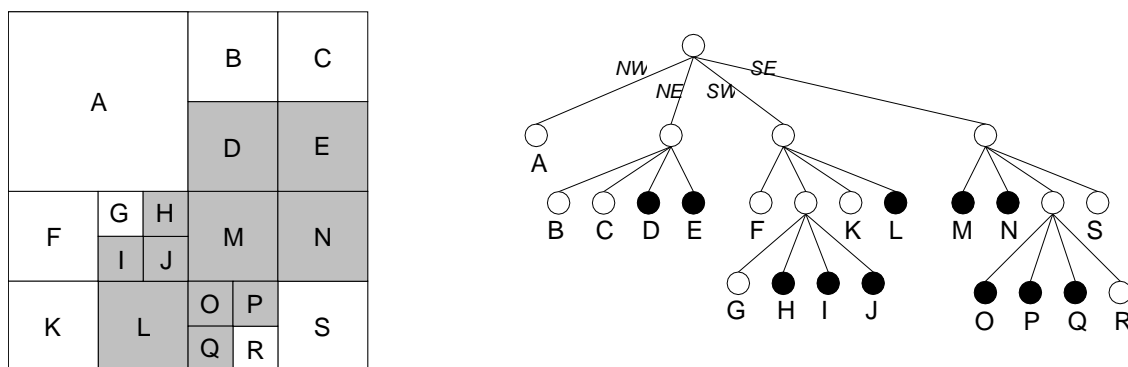 B C
A
D E
G H
F M N
I J
O P
K L S
Q R
NW SE
NE SW
A
B C D E F K L M N S
G H I J O P Q R